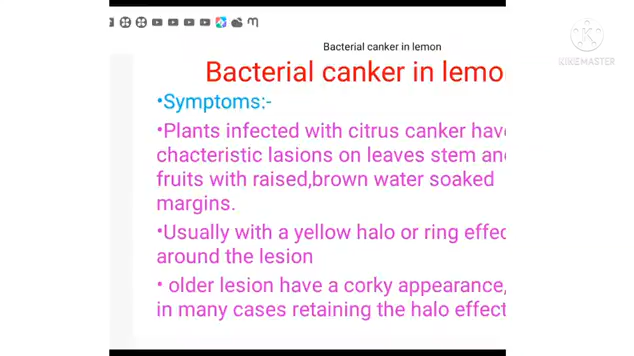 Bacterial canker in lemon
KINEMASTER
Bacterial canker in lemo
•Symptoms:-
•Plants infected with citrus canker have
chacteristic lasions on leaves stem and
fruits with raised,brown water soaked
margins.
•Usually with a yellow halo or ring effec
around the lesion
• older lesion have a corky appearance,
in many cases retaining the halo effect